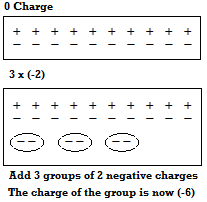 0 Charge
+ + + + + + + + + +
− − − − − − − − − −
3 x (-2)
+ + + + + + + + + +
− − − − − − − − − −
− − − − − −
Add 3 groups of 2 negative charges
The charge of the group is now (-6)